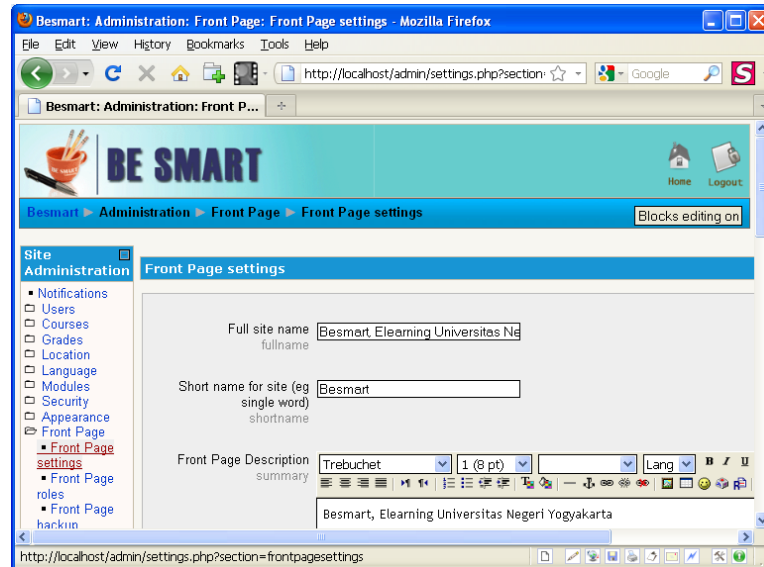 Besmart: Administration: Front Page: Front Page settings - Mozilla Firefox
File Edit View History Bookmarks Tools Help
http://localhost/admin/settings.php?section Google S
Besmart: Administration: Front P...
BE SMART
Home Logout
Besmart Administration Front Page Front Page settings
Blocks editing on
Site
Administration
Front Page settings
Notifications
Users
Courses
Grades
Location
Language
Modules
Security
Appearance
Front Page
Front Page
settings
Front Page
roles
Front Page
backup
Full site name Besmart, Elearning Universitas Ne
fullname
Short name for site (eg Besmart
single word)
shortname
Front Page Description Trebuchet 1 (8 pt) Lang B I U
summary
Besmart, Elearning Universitas Negeri Yogyakarta
http://localhost/admin/settings.php?section=frontpagesettings